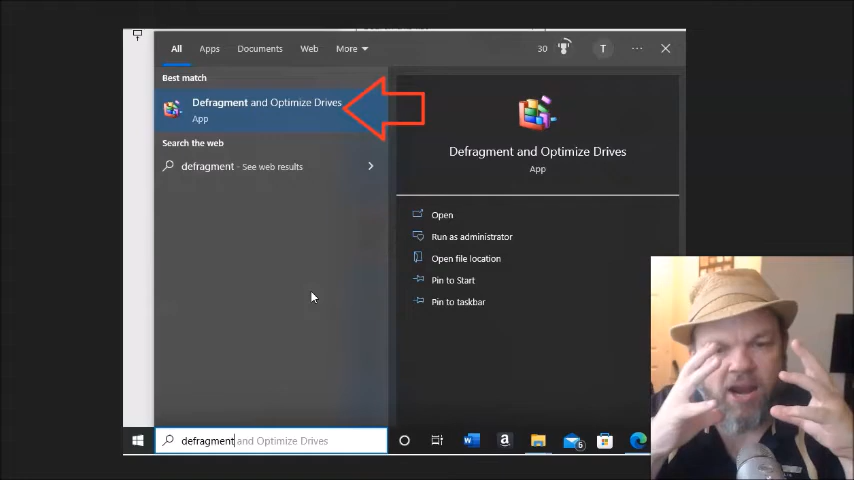 All Apps Documents Web More 30 T ...
Best match
Defragment and Optimize Drives
App
Search the web
defragment - See web results
Defragment and Optimize Drives
App
Open
Run as administrator
Open file location
Pin to Start
Pin to taskbar
defragment and Optimize Drives
W a 6